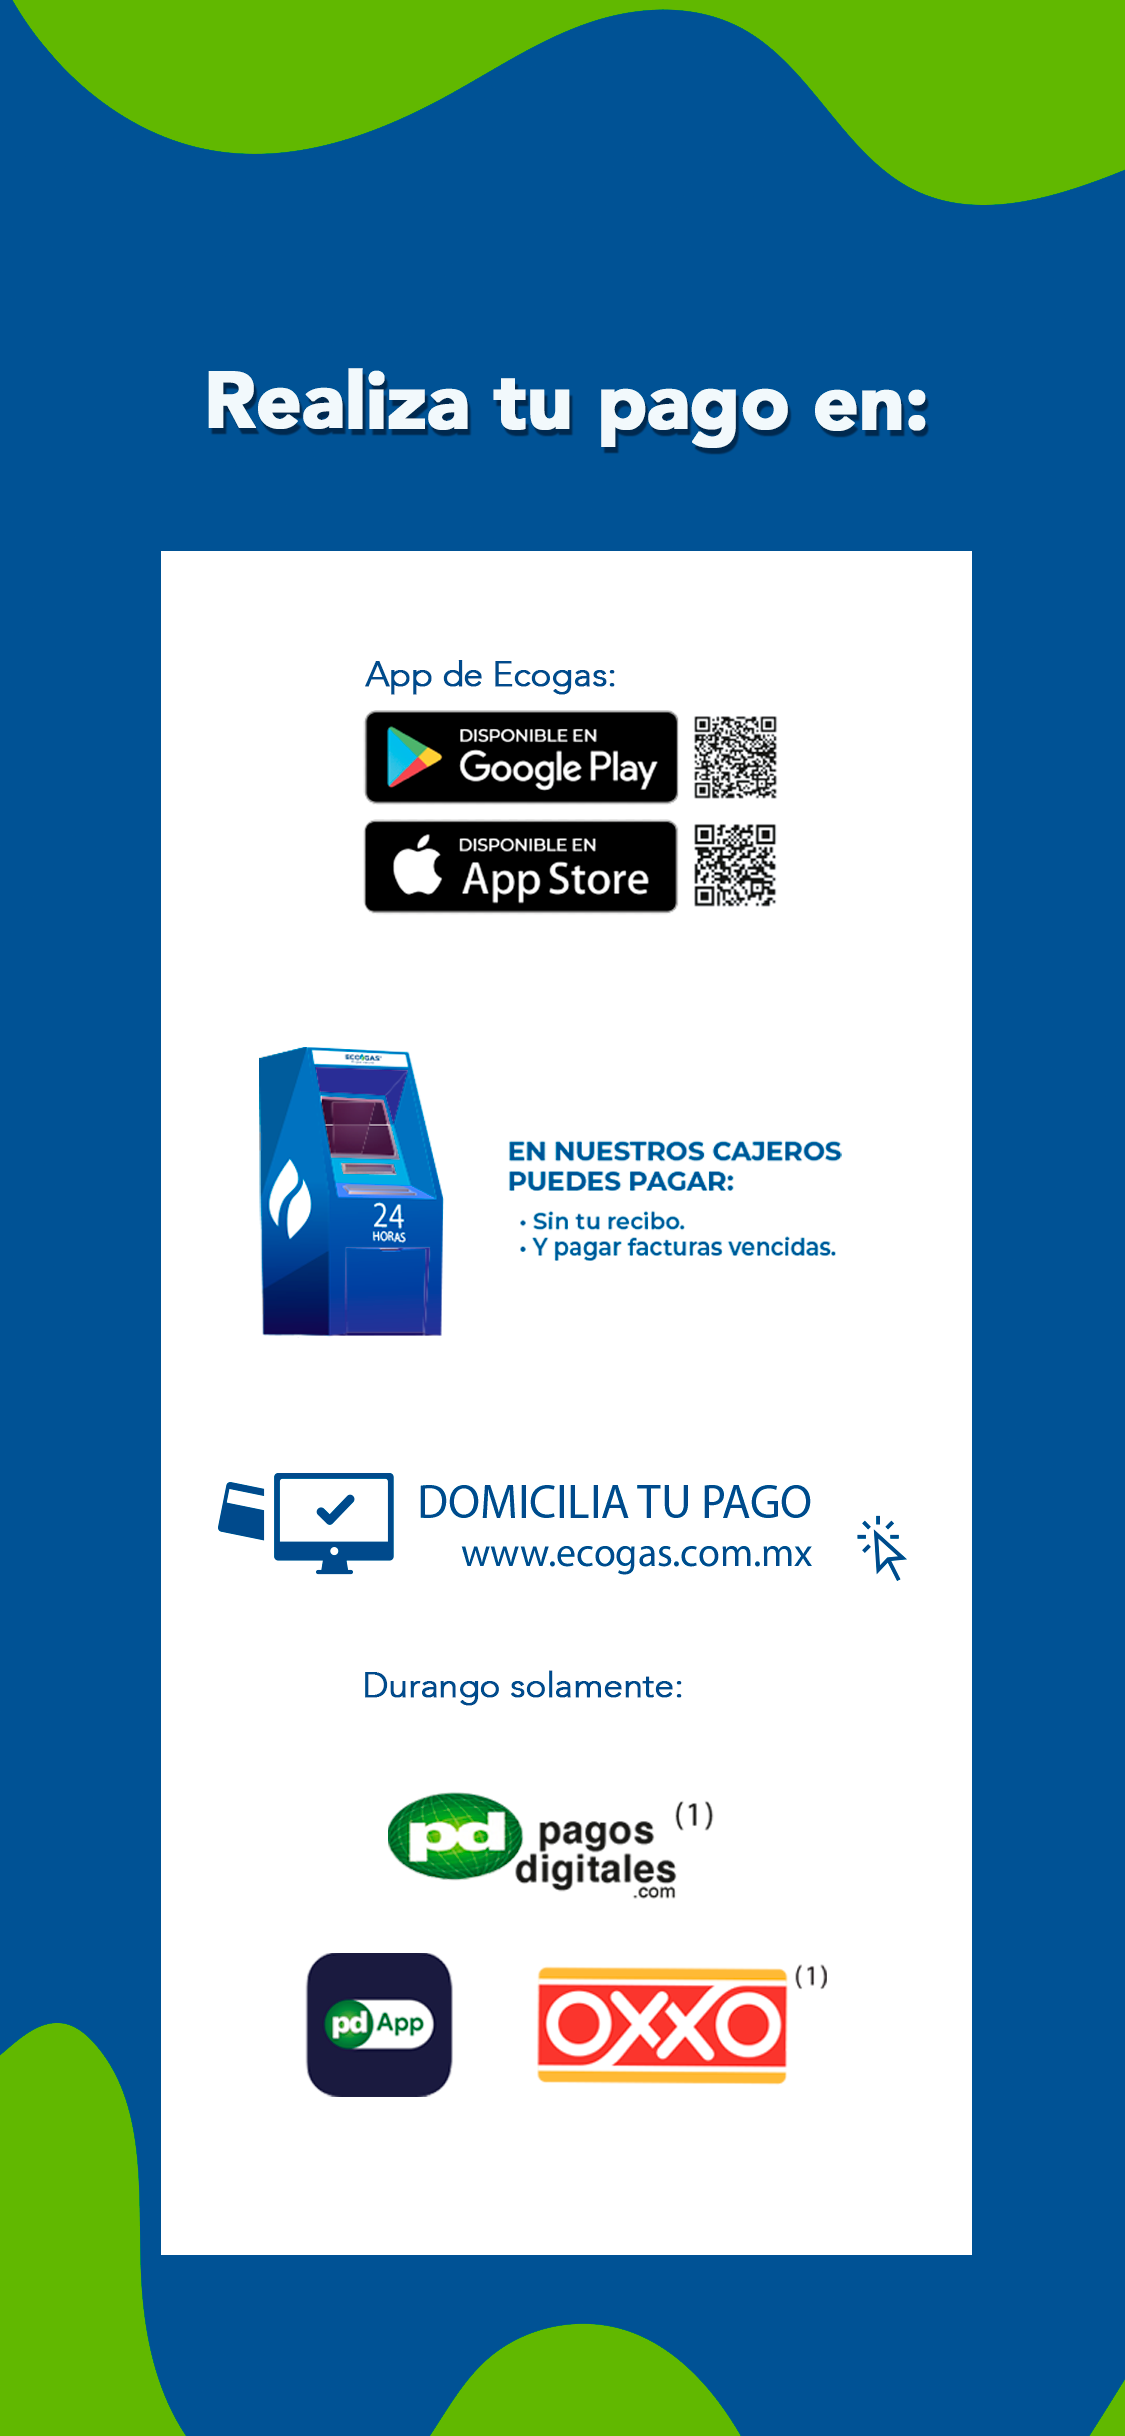 Realiza tu pago en:
App de Ecogas:
DISPONIBLE EN
Google Play
DISPONIBLE EN
App Store
ECOGAS
24
HORAS
EN NUESTROS CAJEROS
PUEDES PAGAR:
• Sin tu recibo.
• Y pagar facturas vencidas.
DOMICILIA TU PAGO
www.ecogas.com.mx
Durango solamente:
pd pagos (1)
digitales
.com
pd App
OXXO (1)